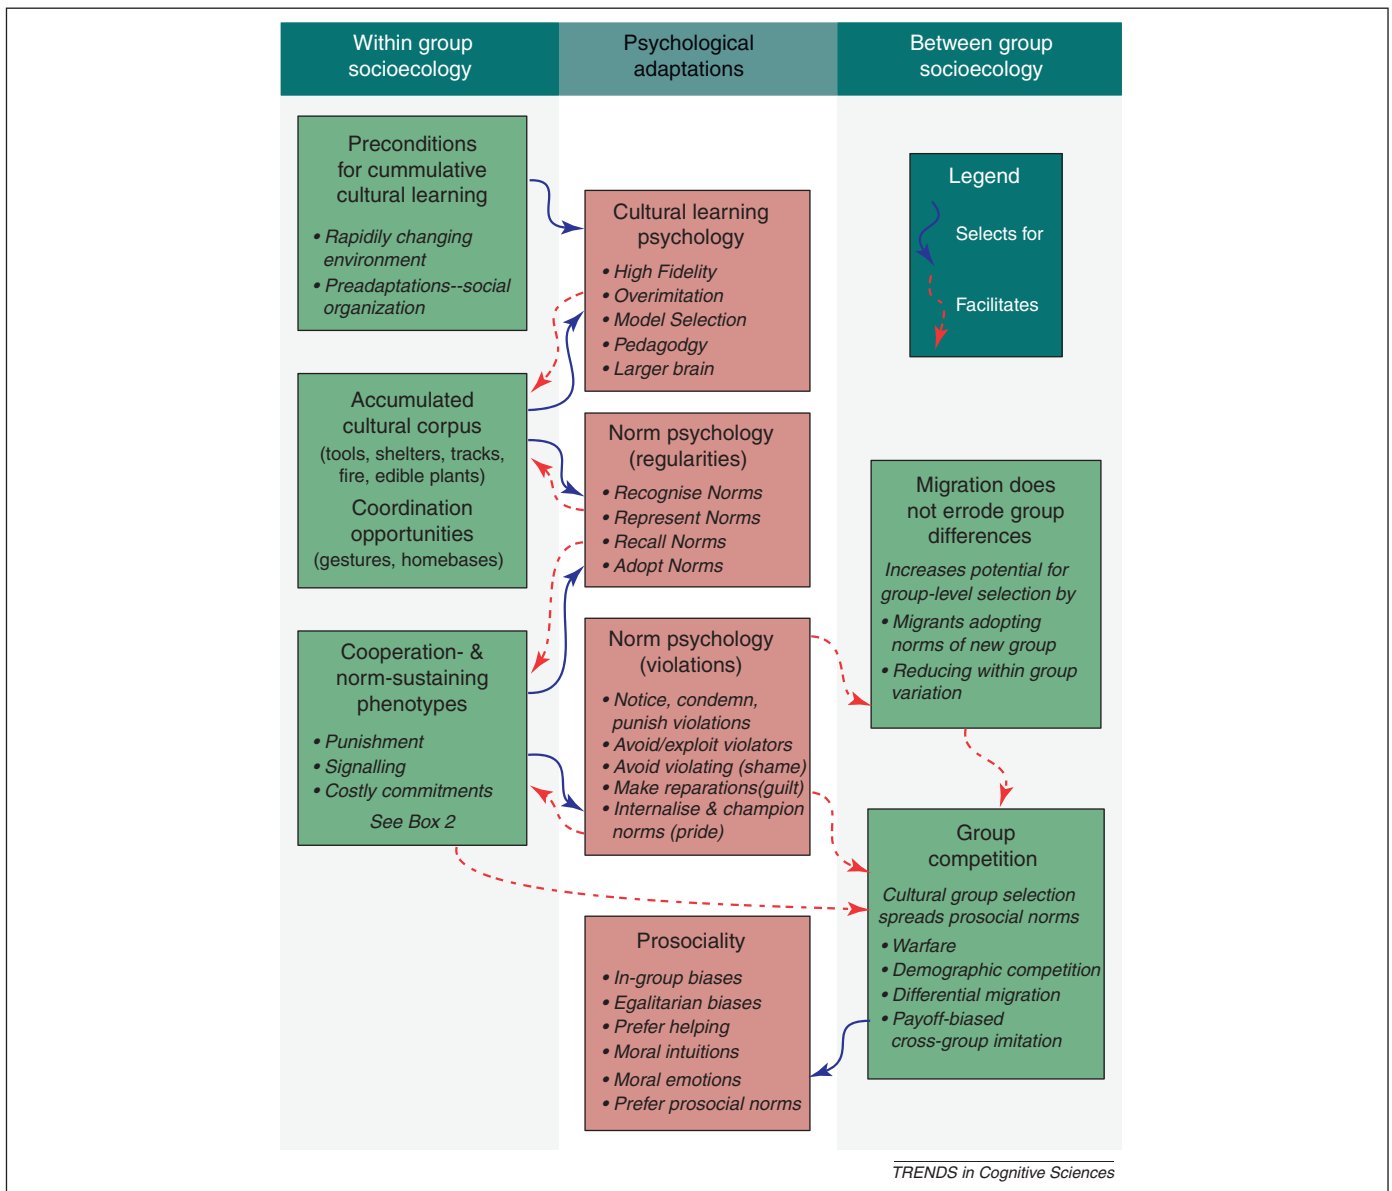 Within group
socioecology
Psychological
adaptations
Between group
socioecology
Preconditions
for cummulative
cultural learning
• Rapidily changing
environment
• Preadaptations--social
organization
Accumulated
cultural corpus
(tools, shelters, tracks,
fire, edible plants)
Coordination
opportunities
(gestures, homebases)
Cooperation- &
norm-sustaining
phenotypes
• Punishment
• Signalling
• Costly commitments
See Box 2
Cultural learning
psychology
• High Fidelity
• Overimitation
• Model Selection
• Pedagodgy
• Larger brain
Norm psychology
(regularities)
• Recognise Norms
• Represent Norms
• Recall Norms
• Adopt Norms
Norm psychology
(violations)
• Notice, condemn,
punish violations
• Avoid/exploit violators
• Avoid violating (shame)
• Make reparations(guilt)
• Internalise & champion
norms (pride)
Prosociality
• In-group biases
• Egalitarian biases
• Prefer helping
• Moral intuitions
• Moral emotions
• Prefer prosocial norms
Legend
Selects for
Facilitates
Migration does
not errode group
differences
Increases potential for
group-level selection by
• Migrants adopting
norms of new group
• Reducing within group
variation
Group
competition
Cultural group selection
spreads prosocial norms
• Warfare
• Demographic competition
• Differential migration
• Payoff-biased
cross-group imitation
TRENDS in Cognitive Sciences